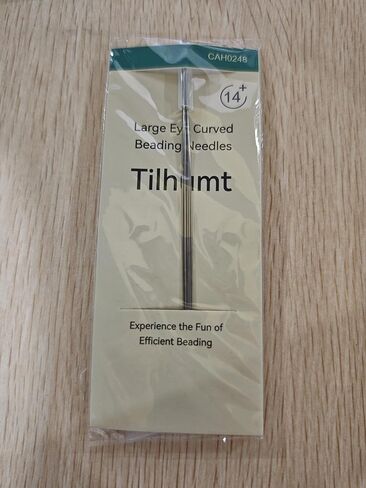 CAH0248
14+
Large Eye Curved
Beading Needles
Tilhumt
Experience the Fun of
Efficient Beading